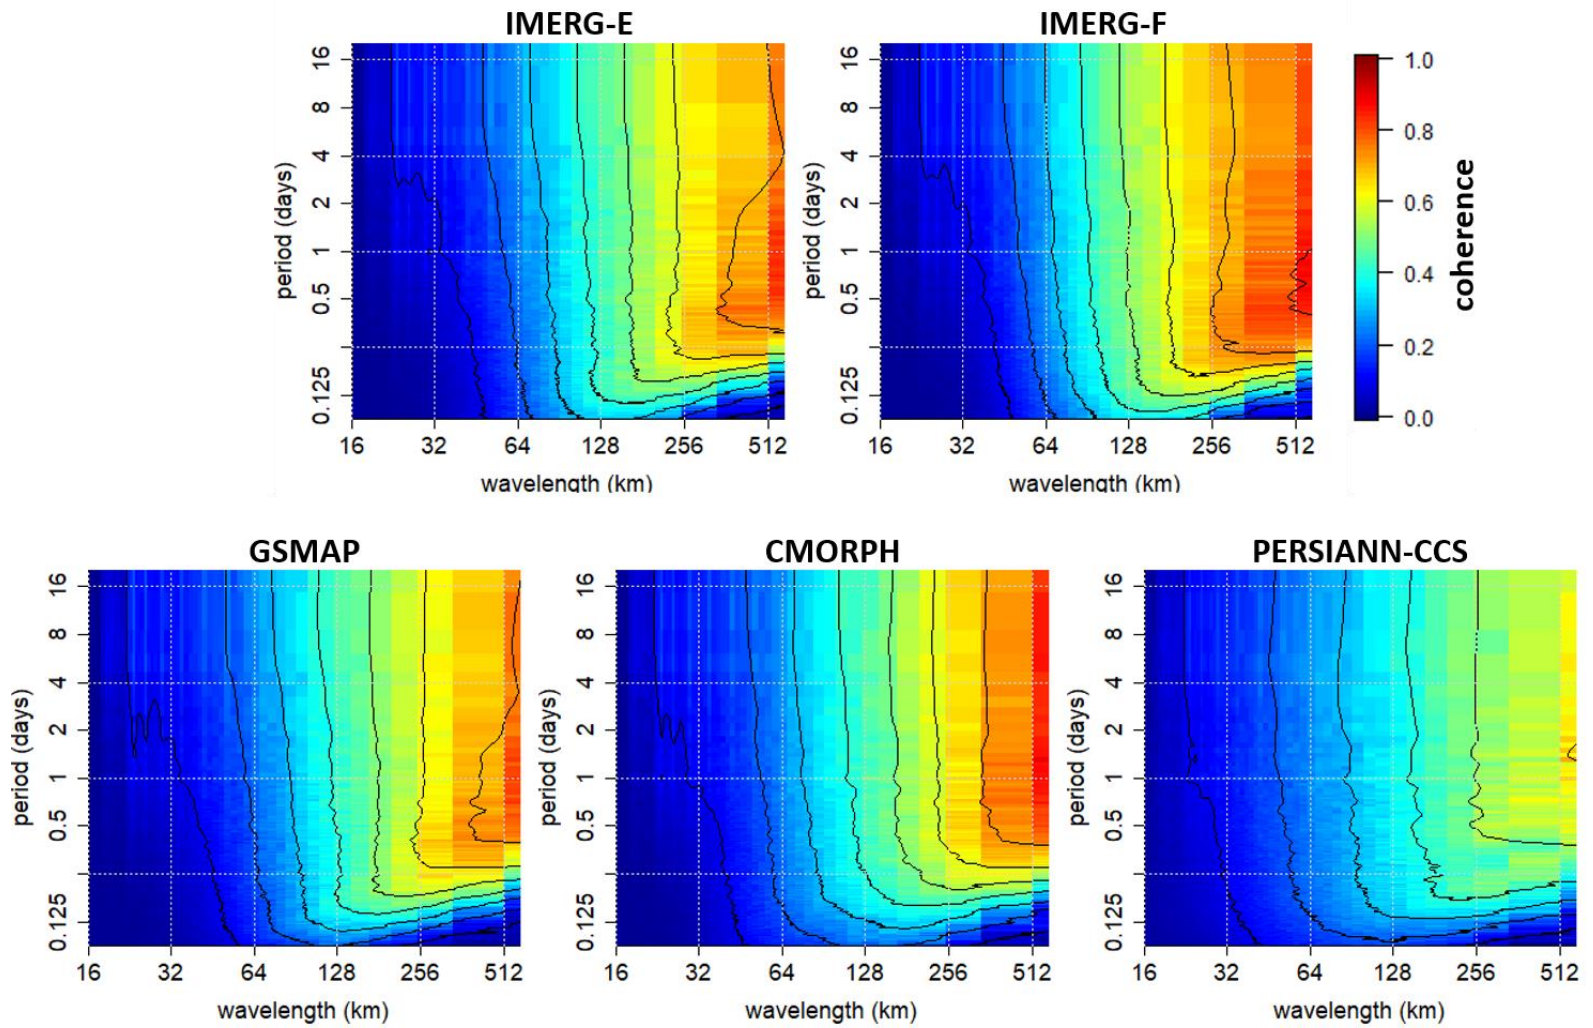 IMERG-E
IMERG-F
period (days)
16
8
4
2
1
0.5
0.125
16 32 64 128 256 512
wavelength (km)
period (days)
16
8
4
2
1
0.5
0.125
16 32 64 128 256 512
wavelength (km)
1.0
0.8
0.6
0.4
0.2
0.0
coherence
GSMAP
CMORPH
PERSIANN-CCS
period (days)
16
8
4
2
1
0.5
0.125
16 32 64 128 256 512
wavelength (km)
period (days)
16
8
4
2
1
0.5
0.125
16 32 64 128 256 512
wavelength (km)
period (days)
16
8
4
2
1
0.5
0.125
16 32 64 128 256 512
wavelength (km)